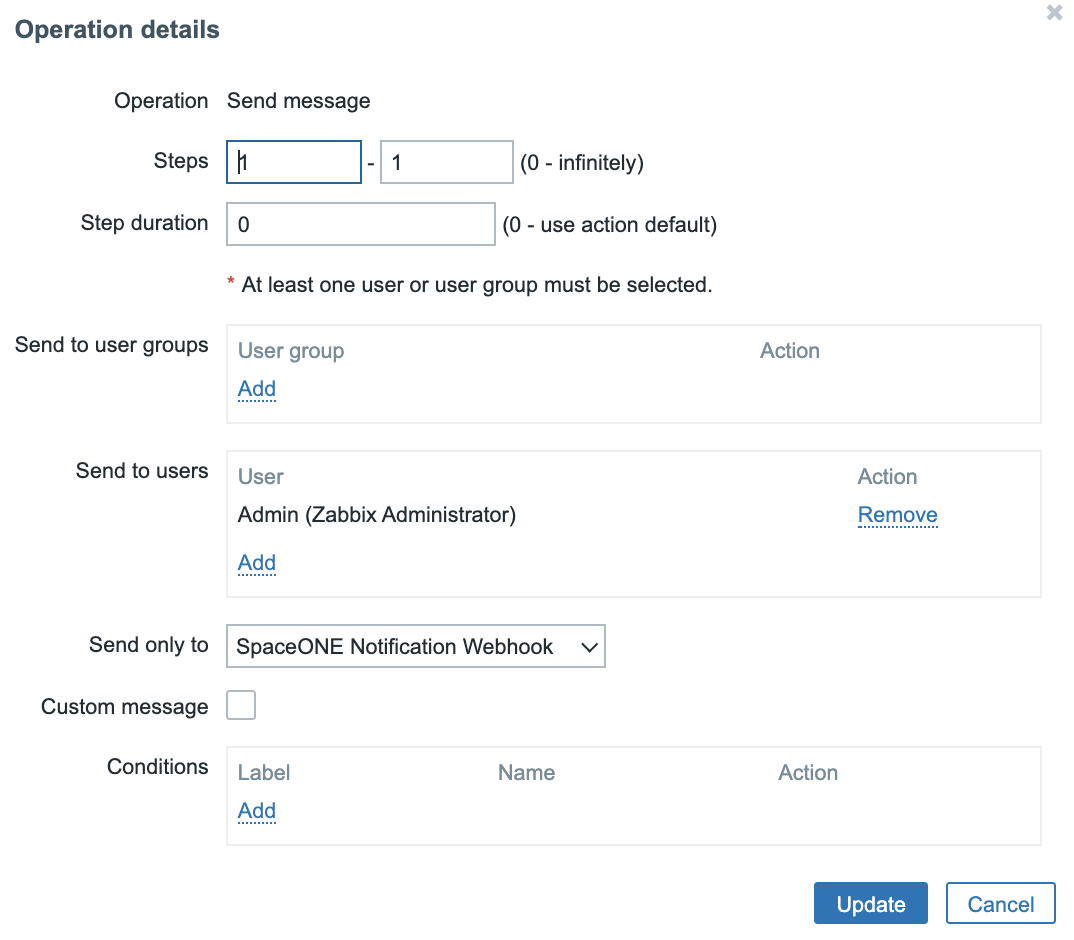 Operation details
Operation Send message
Steps 1 - 1 (0 - infinitely)
Step duration 0 (0 - use action default)
* At least one user or user group must be selected.
Send to user groups User group Action
Add
Send to users User Action
Admin (Zabbix Administrator) Remove
Add
Send only to SpaceONE Notification Webhook
Custom message
Conditions Label Name Action
Add
Update Cancel